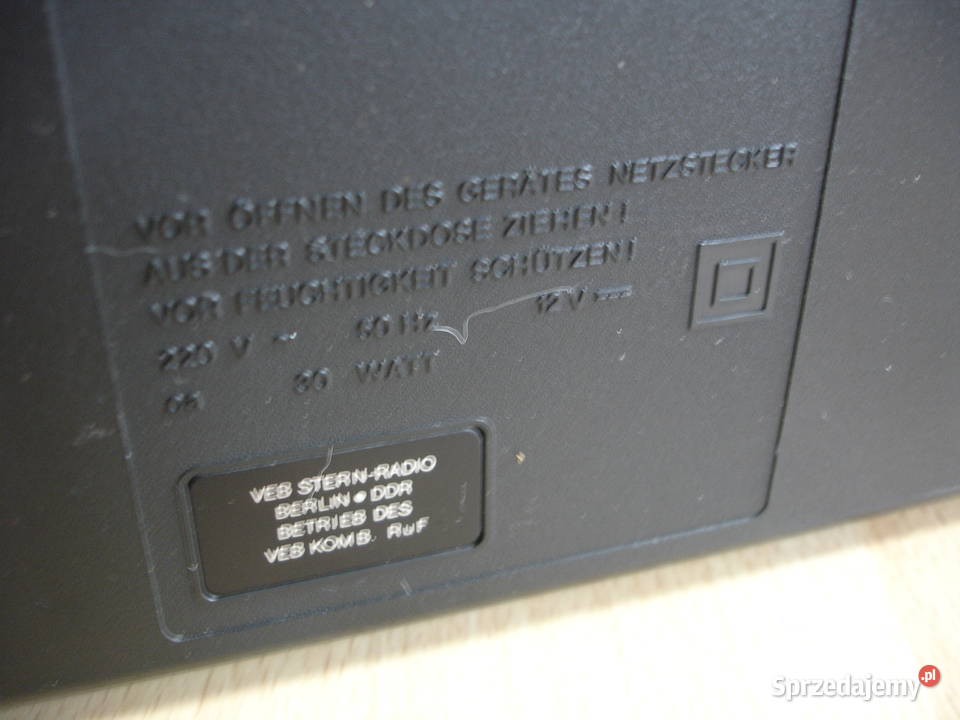 VOR ÖFFNEN DES GERÄTES NETZSTECKER
AUS DER STECKDOSE ZIEHEN!
VOR FEUCHTIGKEIT SCHÜTZEN!
220 V ~ 50 Hz 12 V ⎓
30 WATT
VEB STERN-RADIO
BERLIN • DDR
BETRIEB DES
VEB KOMB. RuF
Sprzedajemy.pl